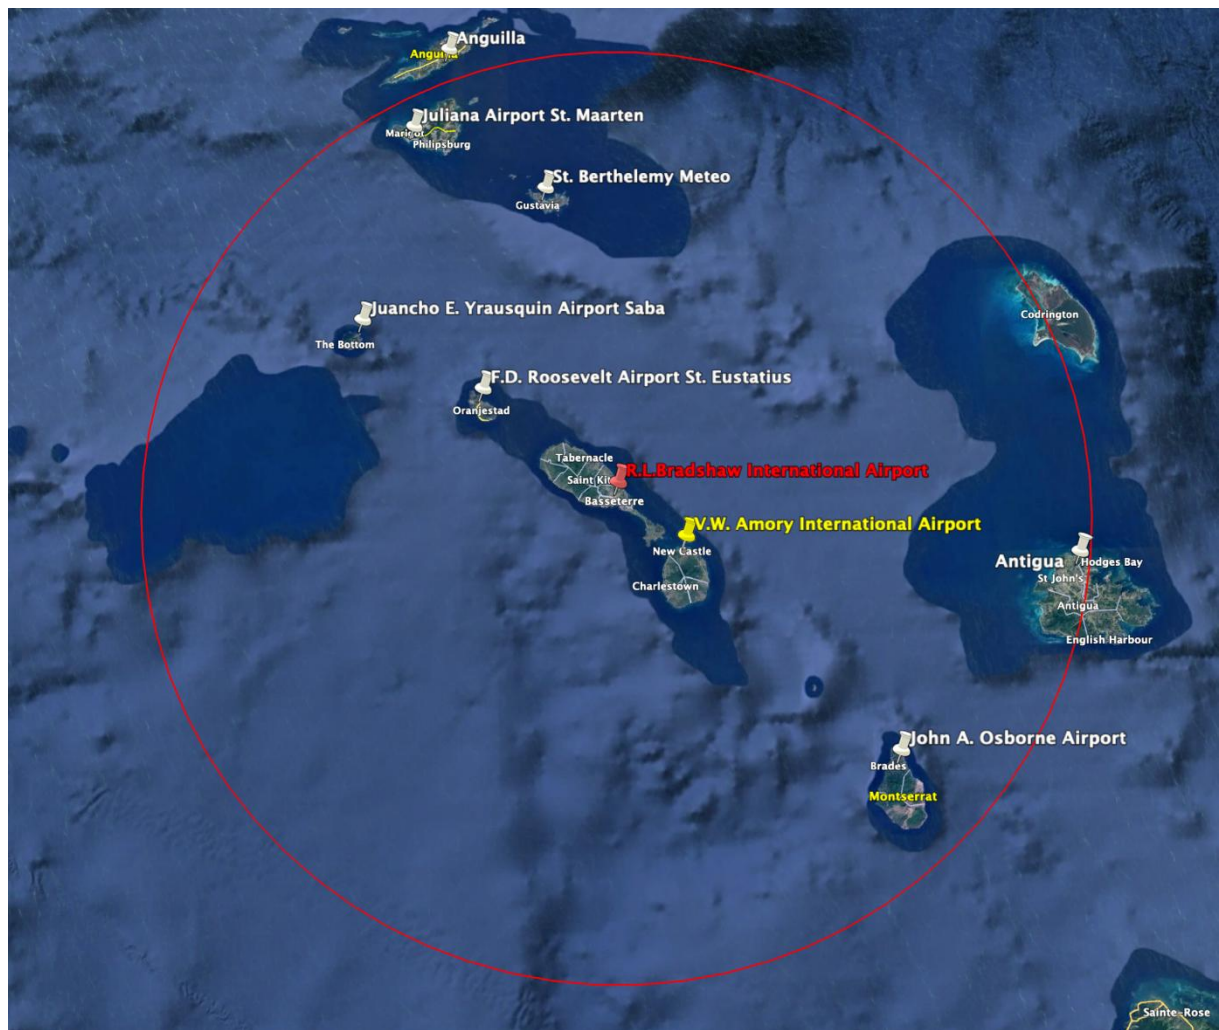 Anguilla
Angui a
Juliana Airport St. Maarten
Marigot
Philipsburg
St. Berthelemy Meteo
Gustavia
Juancho E. Yrausquin Airport Saba
The Bottom
Codrington
F.D. Roosevelt Airport St. Eustatius
Oranjestad
Tabernacle
R.L.Bradshaw International Airport
Saint Kit
Basseterre
V.W. Amory International Airport
New Castle
Charlestown
Antigua
Hodges Bay
St John's
Antigua
English Harbour
John A. Osborne Airport
Brades
Montserrat
Sainte-Rose